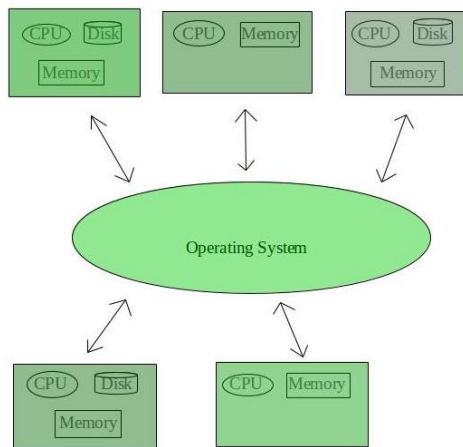 CPU Disk
Memory
CPU Memory
CPU Disk
Memory
Operating System
CPU Disk
Memory
CPU Memory